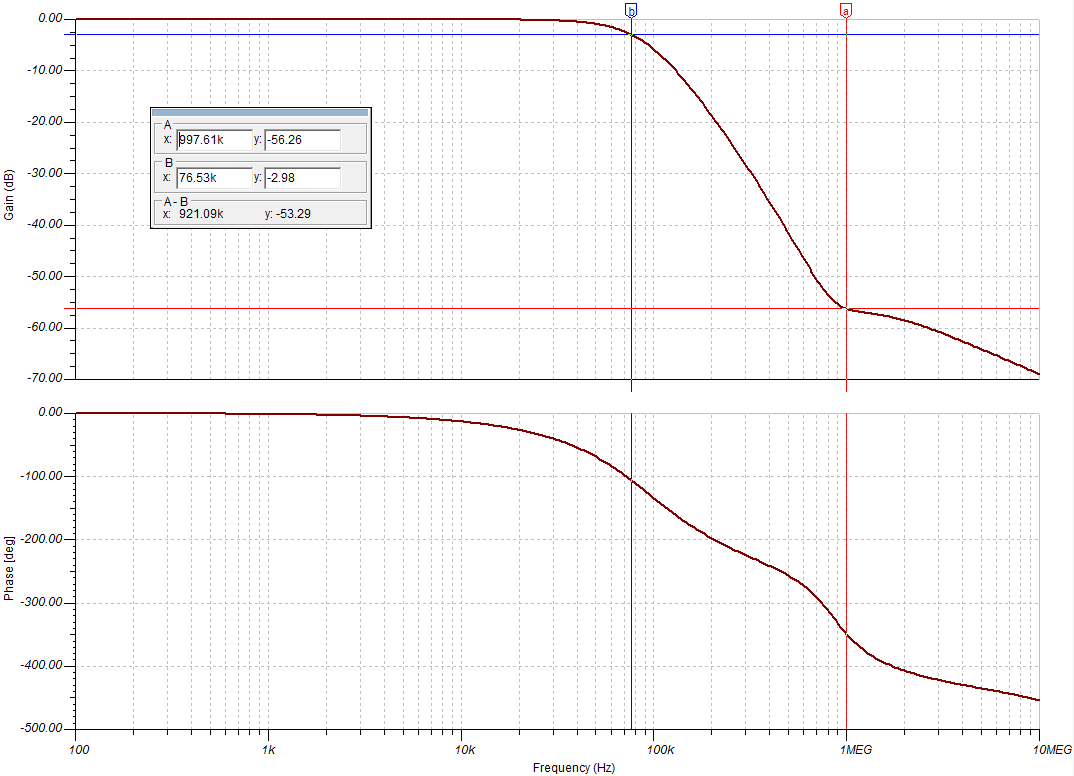 b a
0.00
-10.00
-20.00
-30.00
-40.00
-50.00
-60.00
-70.00
Gain (dB)
A
x: 997.61k y: -56.26
B
x: 76.53k y: -2.98
A - B
x: 921.09k y: -53.29
0.00
-100.00
-200.00
-300.00
-400.00
-500.00
Phase [deg]
100 1k 10k 100k 1MEG 10MEG
Frequency (Hz)